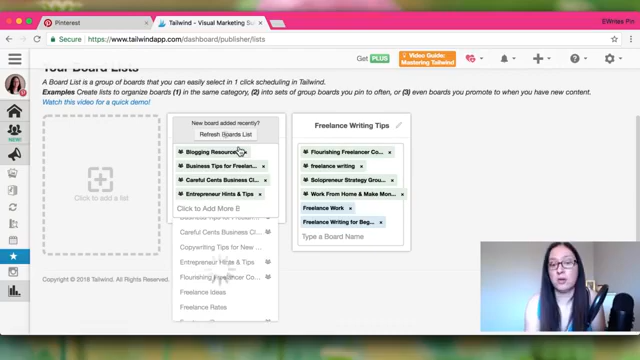 Pinterest
Tailwind - Visual Marketing Su
EWrites Pin
Secure
https://www.tailwindapp.com/dashboard/publisher/lists
Get PLUS
Video Guide:
Mastering Tailwind
Your Board Lists
A Board List is a group of boards that you can easily select in 1 click scheduling in Tailwind.
Examples Create lists to organize boards (1) in the same category, (2) into sets of group boards you pin to often, or (3) even boards you promote to when you have new content.
Watch this video for a quick demo!
Click to add a list
New board added recently?
Refresh Boards List
Blogging Resource
Business Tips for Freelan...
Careful Cents Business Cl...
Entrepreneur Hints & Tips
Click to Add More B
Business Tips for Freelan...
Careful Cents Business Cl...
Copywriting Tips for New ...
Entrepreneur Hints & Tips
Flourishing Freelancer Co...
Freelance Ideas
Freelance Rates
Freelance Writing Tips
Flourishing Freelancer Co...
freelance writing
Solopreneur Strategy Grou...
Work From Home & Make Mon...
Freelance Work
Freelance Writing for Beg...
Type a Board Name
NEW
Copyright © 2018 Tailwind. All Rights Reserved.